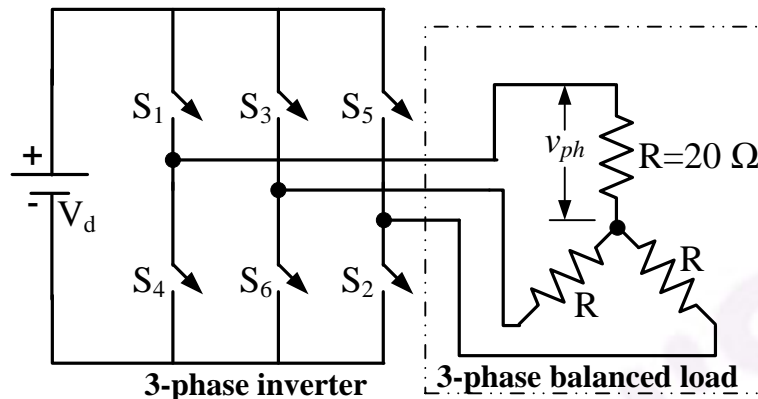 S1
S3
S5
+
-
Vd
vph
R=20 Ω
S4
S6
S2
R
R
3-phase inverter
3-phase balanced load